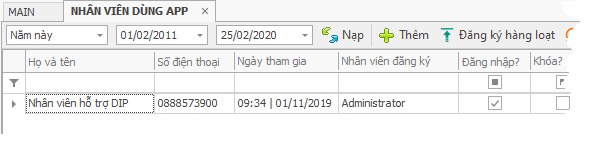 MAIN NHÂN VIÊN DÙNG APP
Năm này 01/02/2011 25/02/2020 Nạp Thêm Đăng ký hàng loạt
Họ và tên Số điện thoại Ngày tham gia Nhân viên đăng ký Đăng nhập? Khóa?
Nhân viên hỗ trợ DIP 0888573900 09:34 | 01/11/2019 Administrator